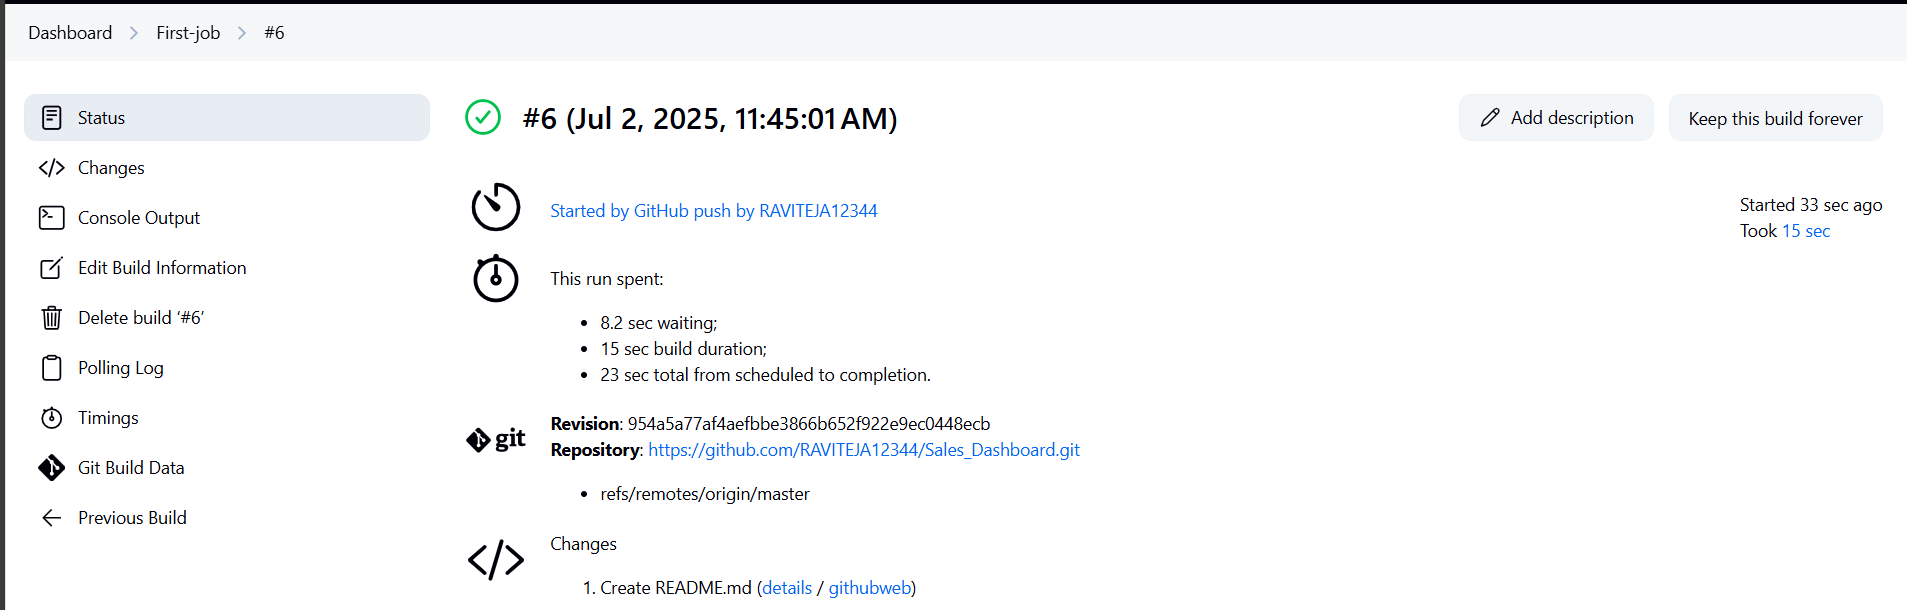 Dashboard > First-job > #6
Status
Changes
Console Output
Edit Build Information
Delete build ‘#6’
Polling Log
Timings
Git Build Data
Previous Build
#6 (Jul 2, 2025, 11:45:01 AM)
Add description
Keep this build forever
Started by GitHub push by RAVITEJA12344
Started 33 sec ago
Took 15 sec
This run spent:
• 8.2 sec waiting;
• 15 sec build duration;
• 23 sec total from scheduled to completion.
git
Revision: 954a5a77af4aefbbe3866b652f922e9ec0448ecb
Repository: https://github.com/RAVITEJA12344/Sales_Dashboard.git
• refs/remotes/origin/master
Changes
1. Create README.md (details / githubweb)